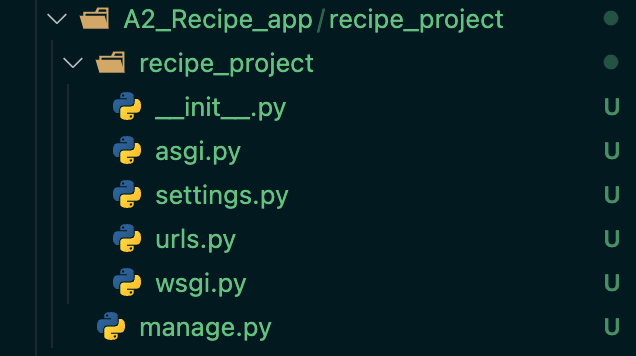 A2_Recipe_app/recipe_project
recipe_project
__init__.py U
asgi.py U
settings.py U
urls.py U
wsgi.py U
manage.py U